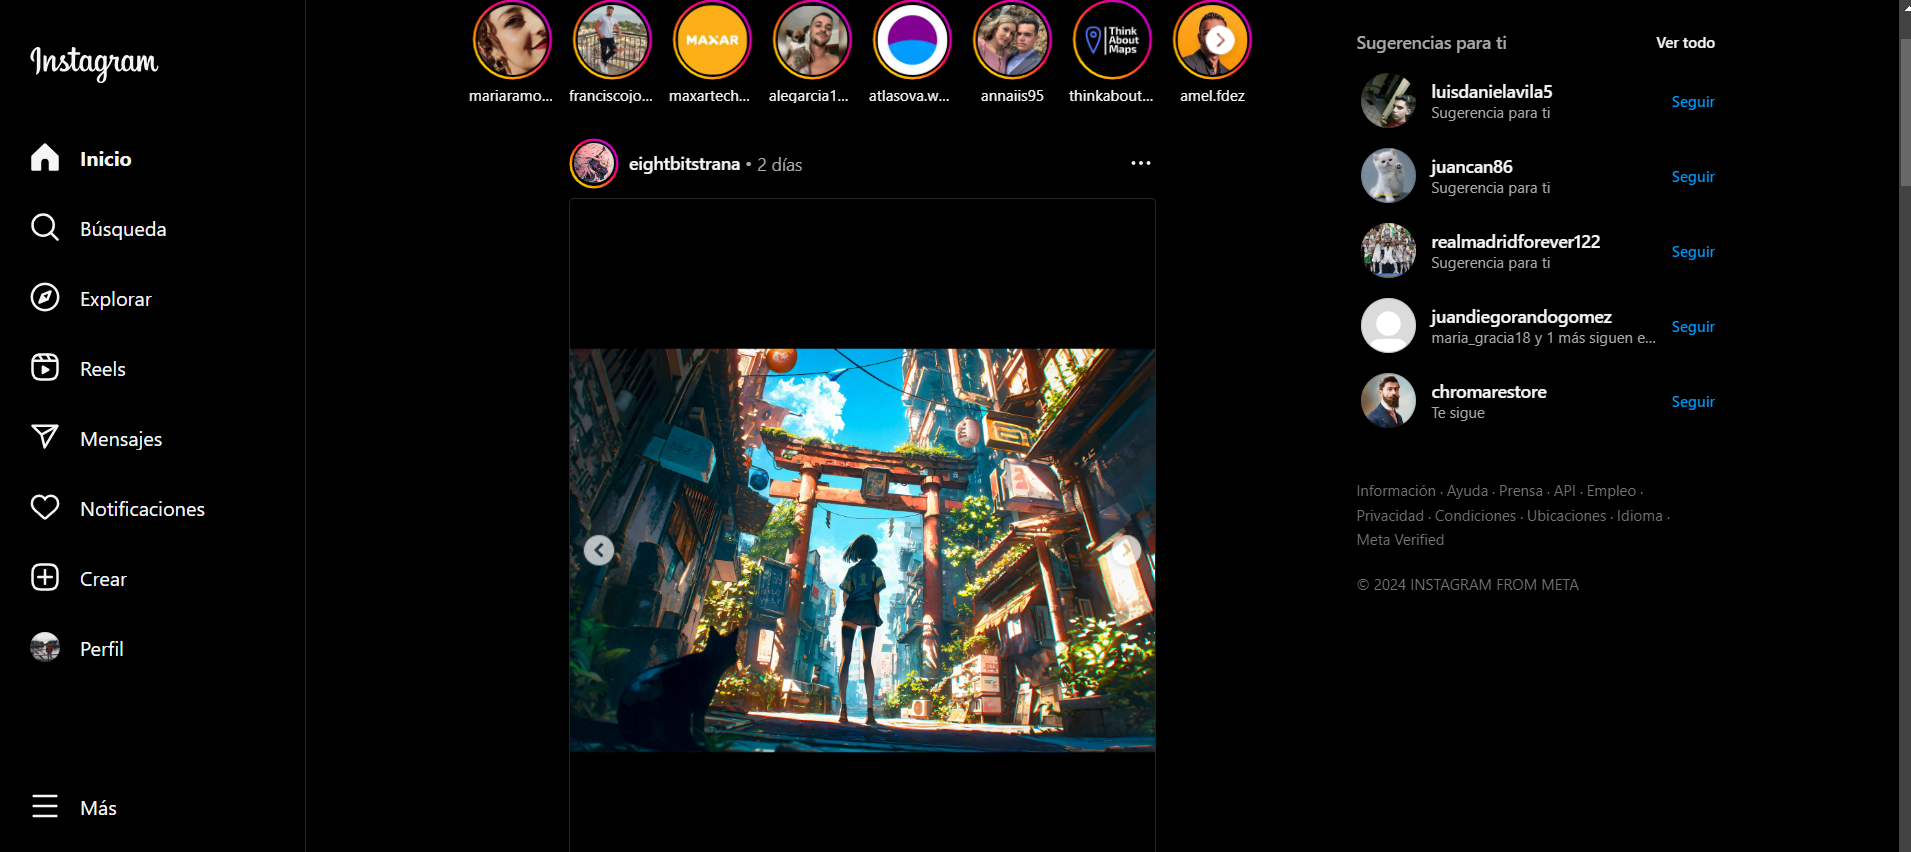 Instagram
Inicio
Búsqueda
Explorar
Reels
Mensajes
Notificaciones
Crear
Perfil
Más
MAXAR
Think
About
Maps
mariaramo...
franciscojo...
maxartech...
alegarcia1...
atlasova.w...
annaiis95
thinkabout...
amel.fdez
eightbitstrana • 2 días
Sugerencias para ti
Ver todo
luisdanielavila5
Sugerencia para ti
Seguir
juancan86
Sugerencia para ti
Seguir
realmadridforever122
Sugerencia para ti
Seguir
juandiegorandogomez
maria_gracia18 y 1 más siguen e...
Seguir
chromarestore
Te sigue
Seguir
Información · Ayuda · Prensa · API · Empleo ·
Privacidad · Condiciones · Ubicaciones · Idioma ·
Meta Verified
© 2024 INSTAGRAM FROM META